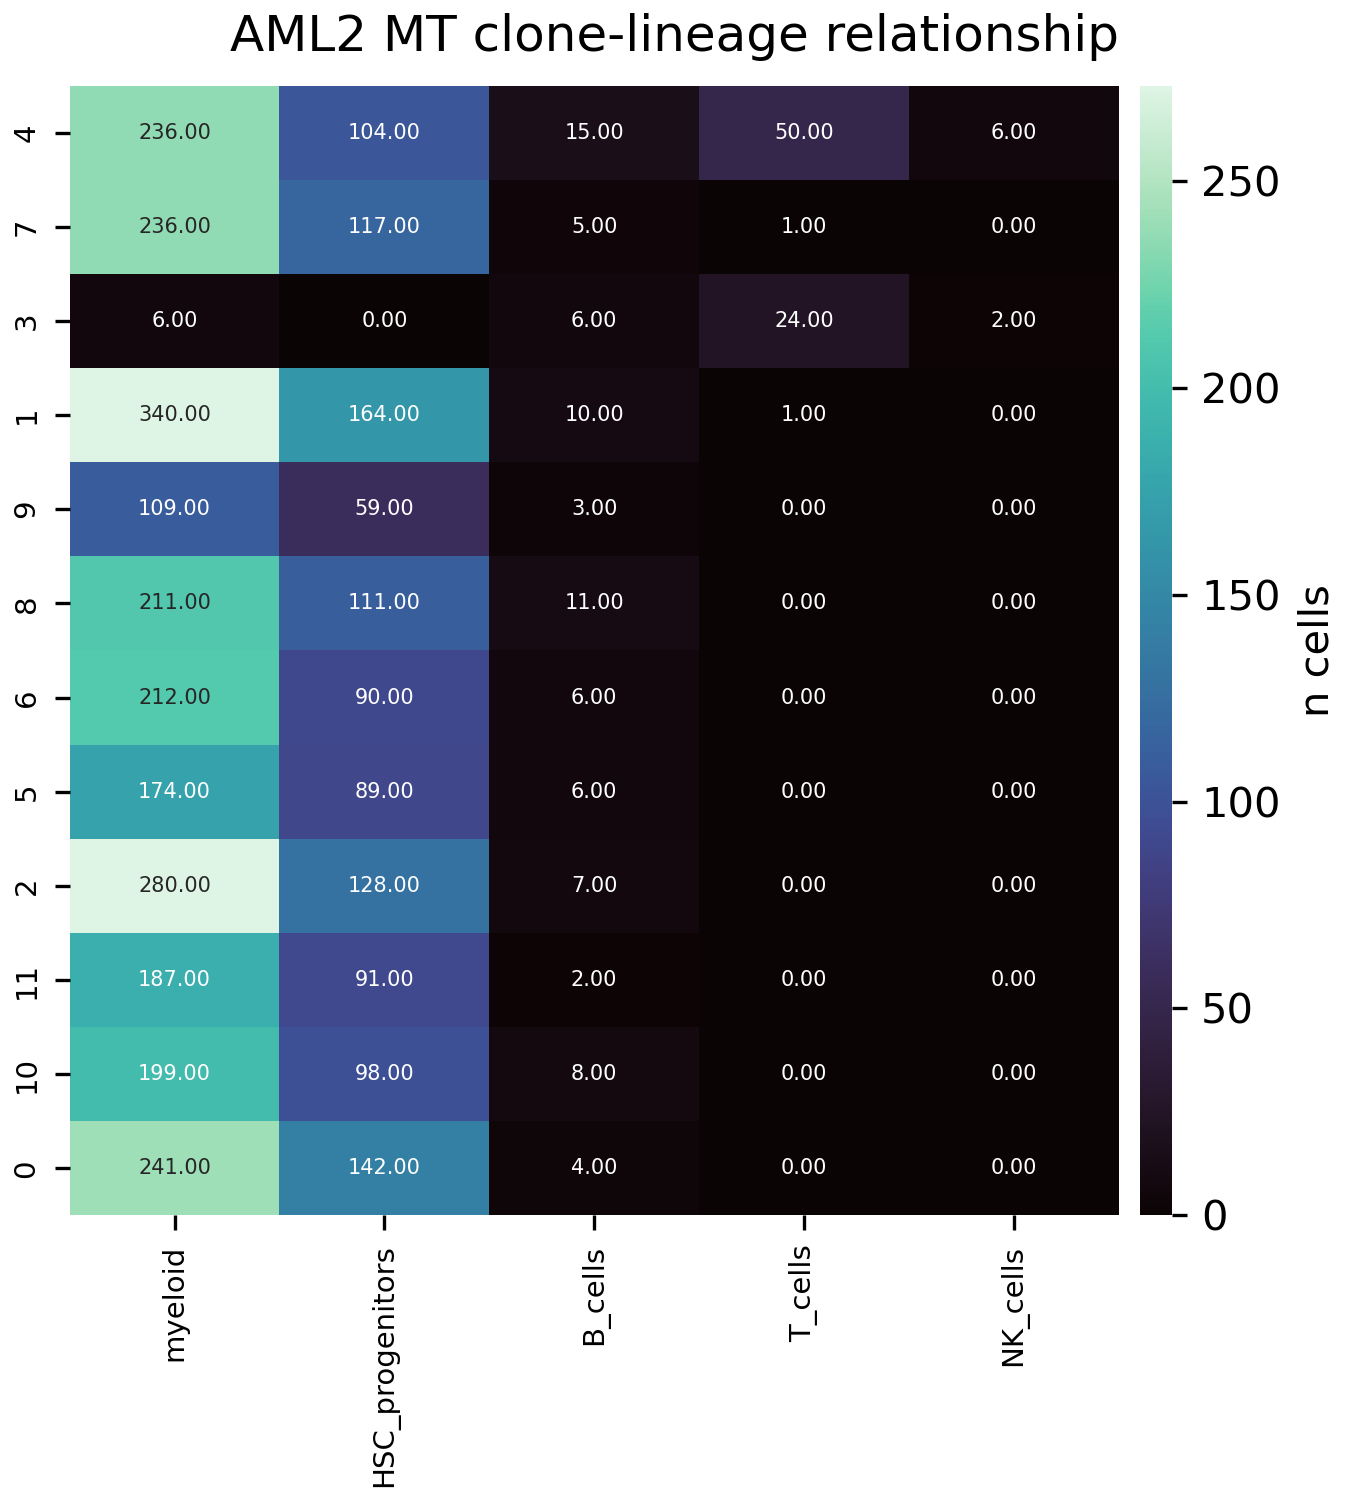 AML2 MT clone-lineage relationship
4 236.00 104.00 15.00 50.00 6.00
7 236.00 117.00 5.00 1.00 0.00
3 6.00 0.00 6.00 24.00 2.00
1 340.00 164.00 10.00 1.00 0.00
9 109.00 59.00 3.00 0.00 0.00
8 211.00 111.00 11.00 0.00 0.00
6 212.00 90.00 6.00 0.00 0.00
5 174.00 89.00 6.00 0.00 0.00
2 280.00 128.00 7.00 0.00 0.00
11 187.00 91.00 2.00 0.00 0.00
10 199.00 98.00 8.00 0.00 0.00
0 241.00 142.00 4.00 0.00 0.00
myeloid
HSC_progenitors
B_cells
T_cells
NK_cells
250
200
150
100
50
0
n cells